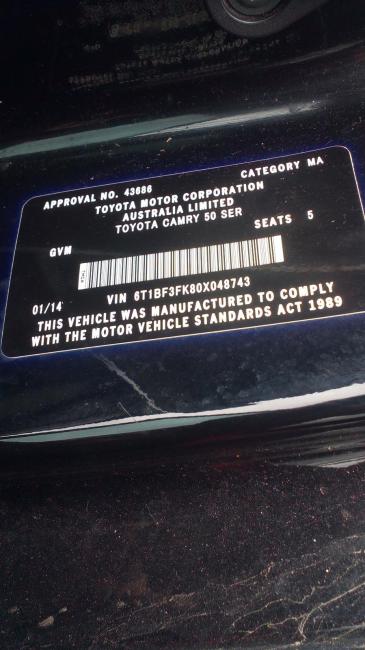 APPROVAL NO. 43686 CATEGORY MA
TOYOTA MOTOR CORPORATION
AUSTRALIA LIMITED
TOYOTA CAMRY 50 SER
GVM SEATS 5
01/14 VIN 6T1BF3FK80X048743
THIS VEHICLE WAS MANUFACTURED TO COMPLY
WITH THE MOTOR VEHICLE STANDARDS ACT 1989